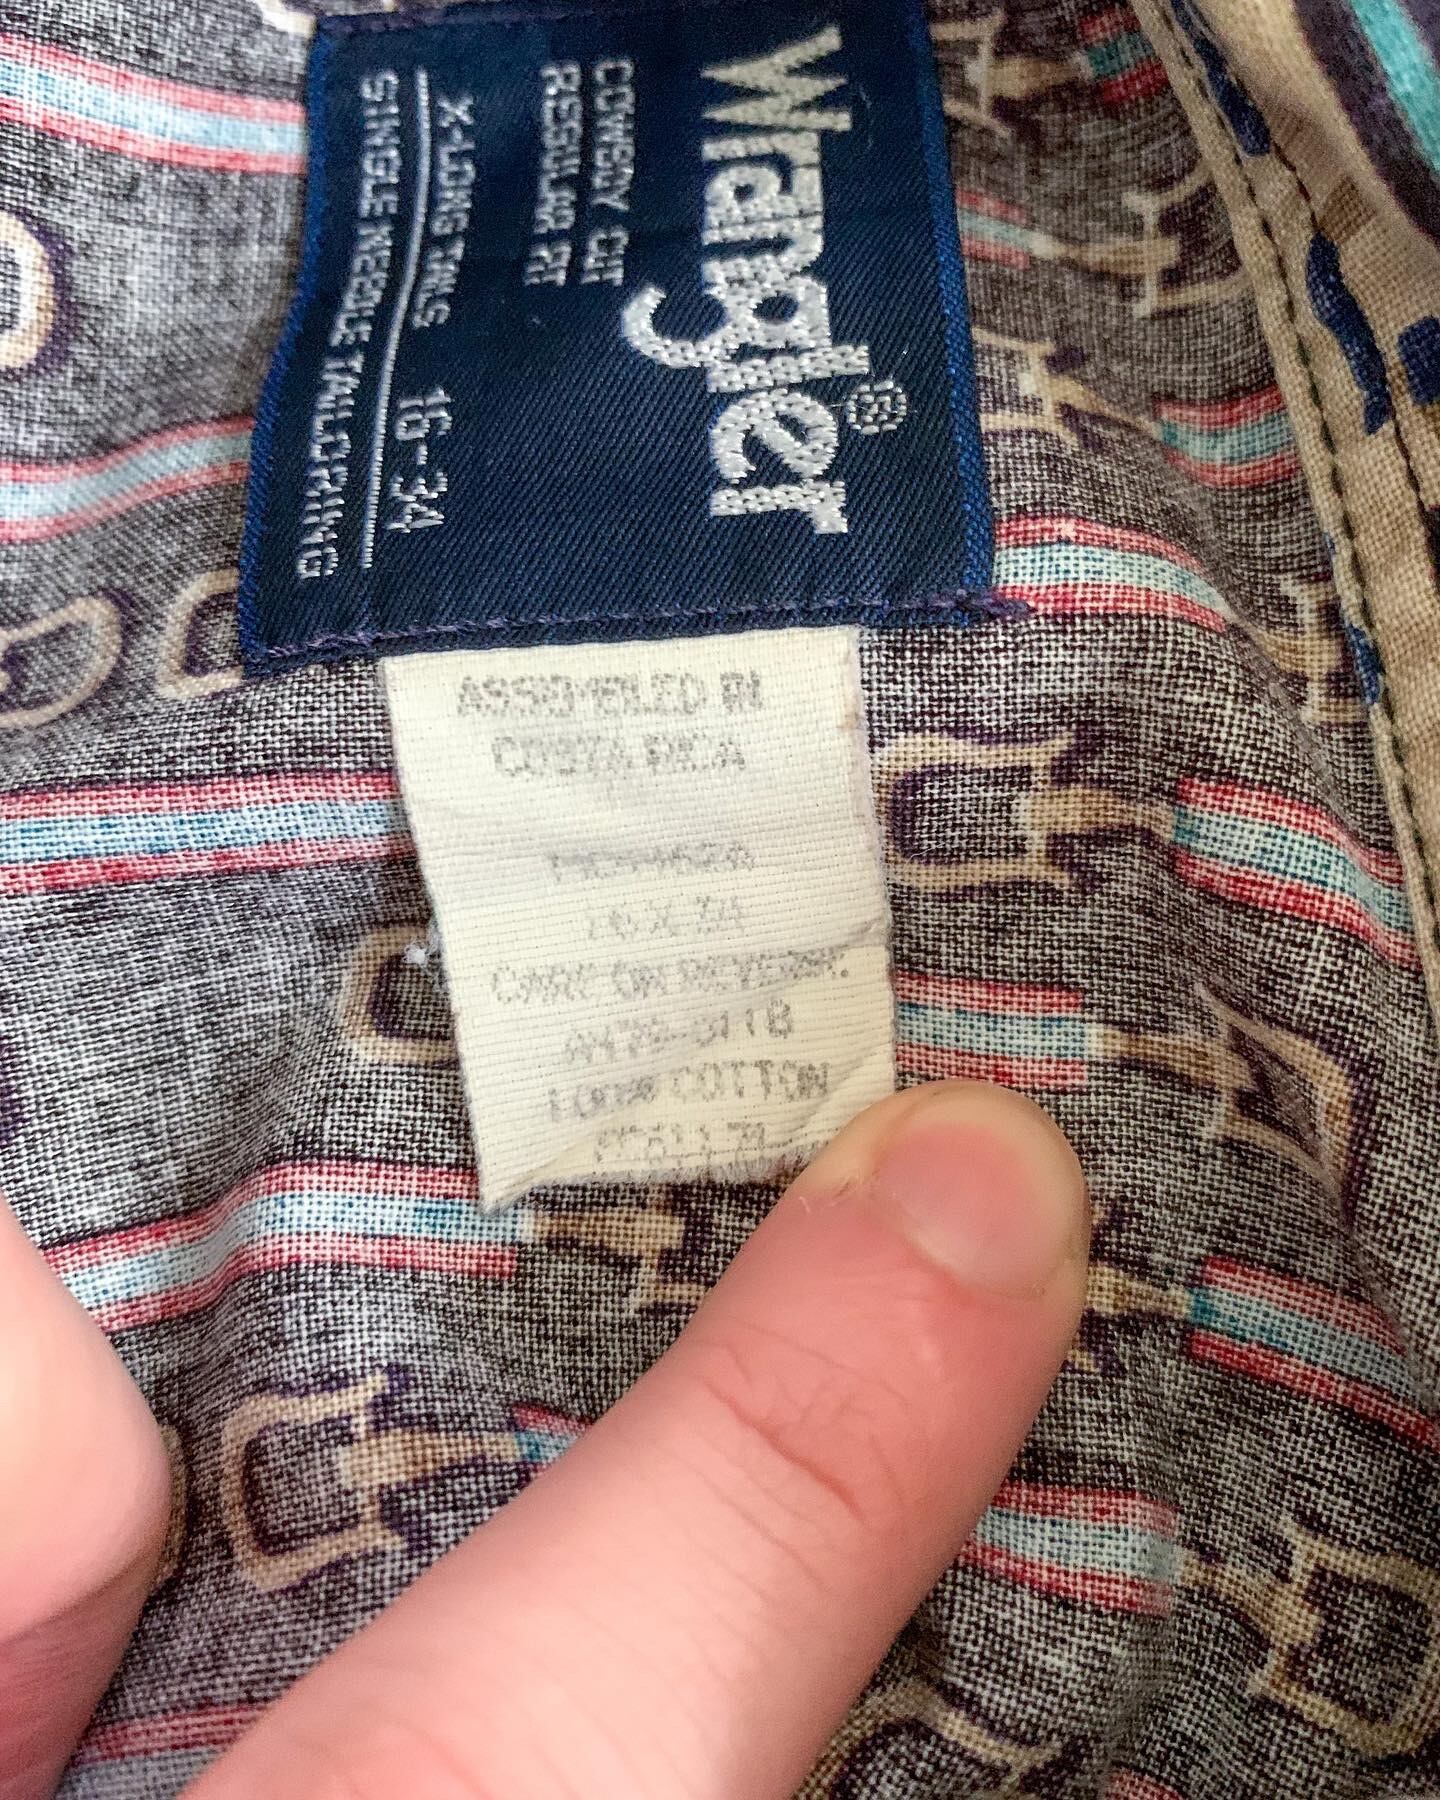 Wrangler®
COWBOY CUT
REGULAR FIT
X-LONG TAILS 16-34
SINGLE NEEDLE TAILORING
ASSEMBLED IN
COSTA RICA
16 X 34
CARE ON REVERSE.
100% COTTON